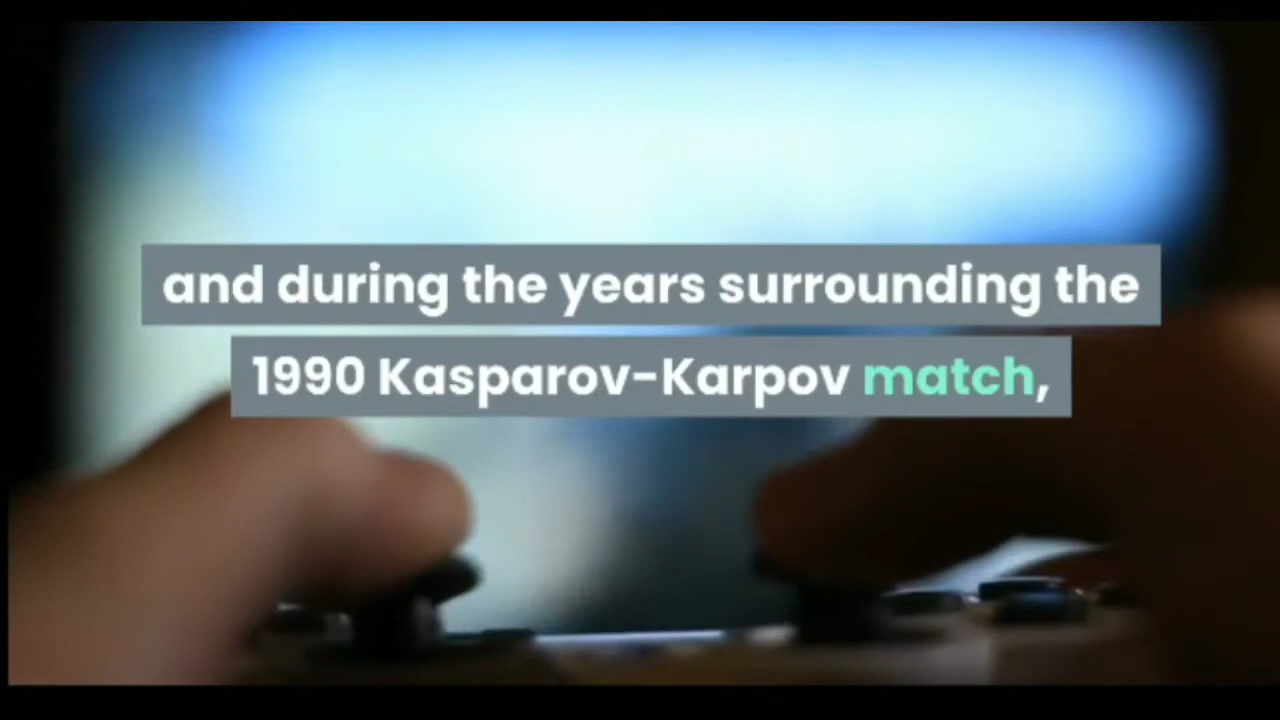 and during the years surrounding the
1990 Kasparov-Karpov match,